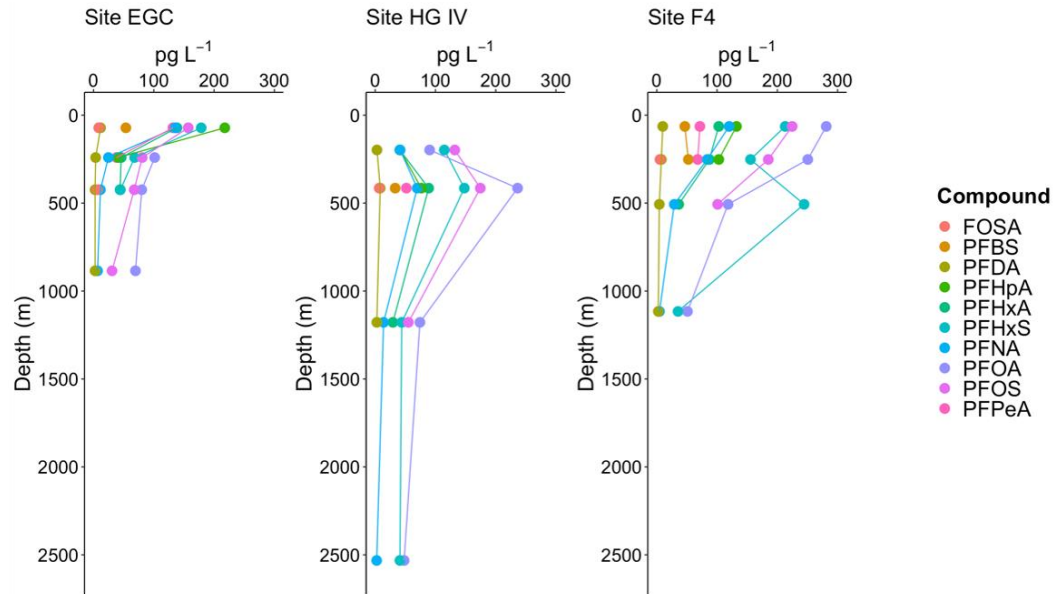 Site EGC
pg L⁻¹
0 100 200 300
0
500
1000
1500
2000
2500
Depth (m)
Site HG IV
pg L⁻¹
0 100 200 300
0
500
1000
1500
2000
2500
Depth (m)
Site F4
pg L⁻¹
0 100 200 300
0
500
1000
1500
2000
2500
Depth (m)
Compound
FOSA
PFBS
PFDA
PFHpA
PFHxA
PFHxS
PFNA
PFOA
PFOS
PFPeA